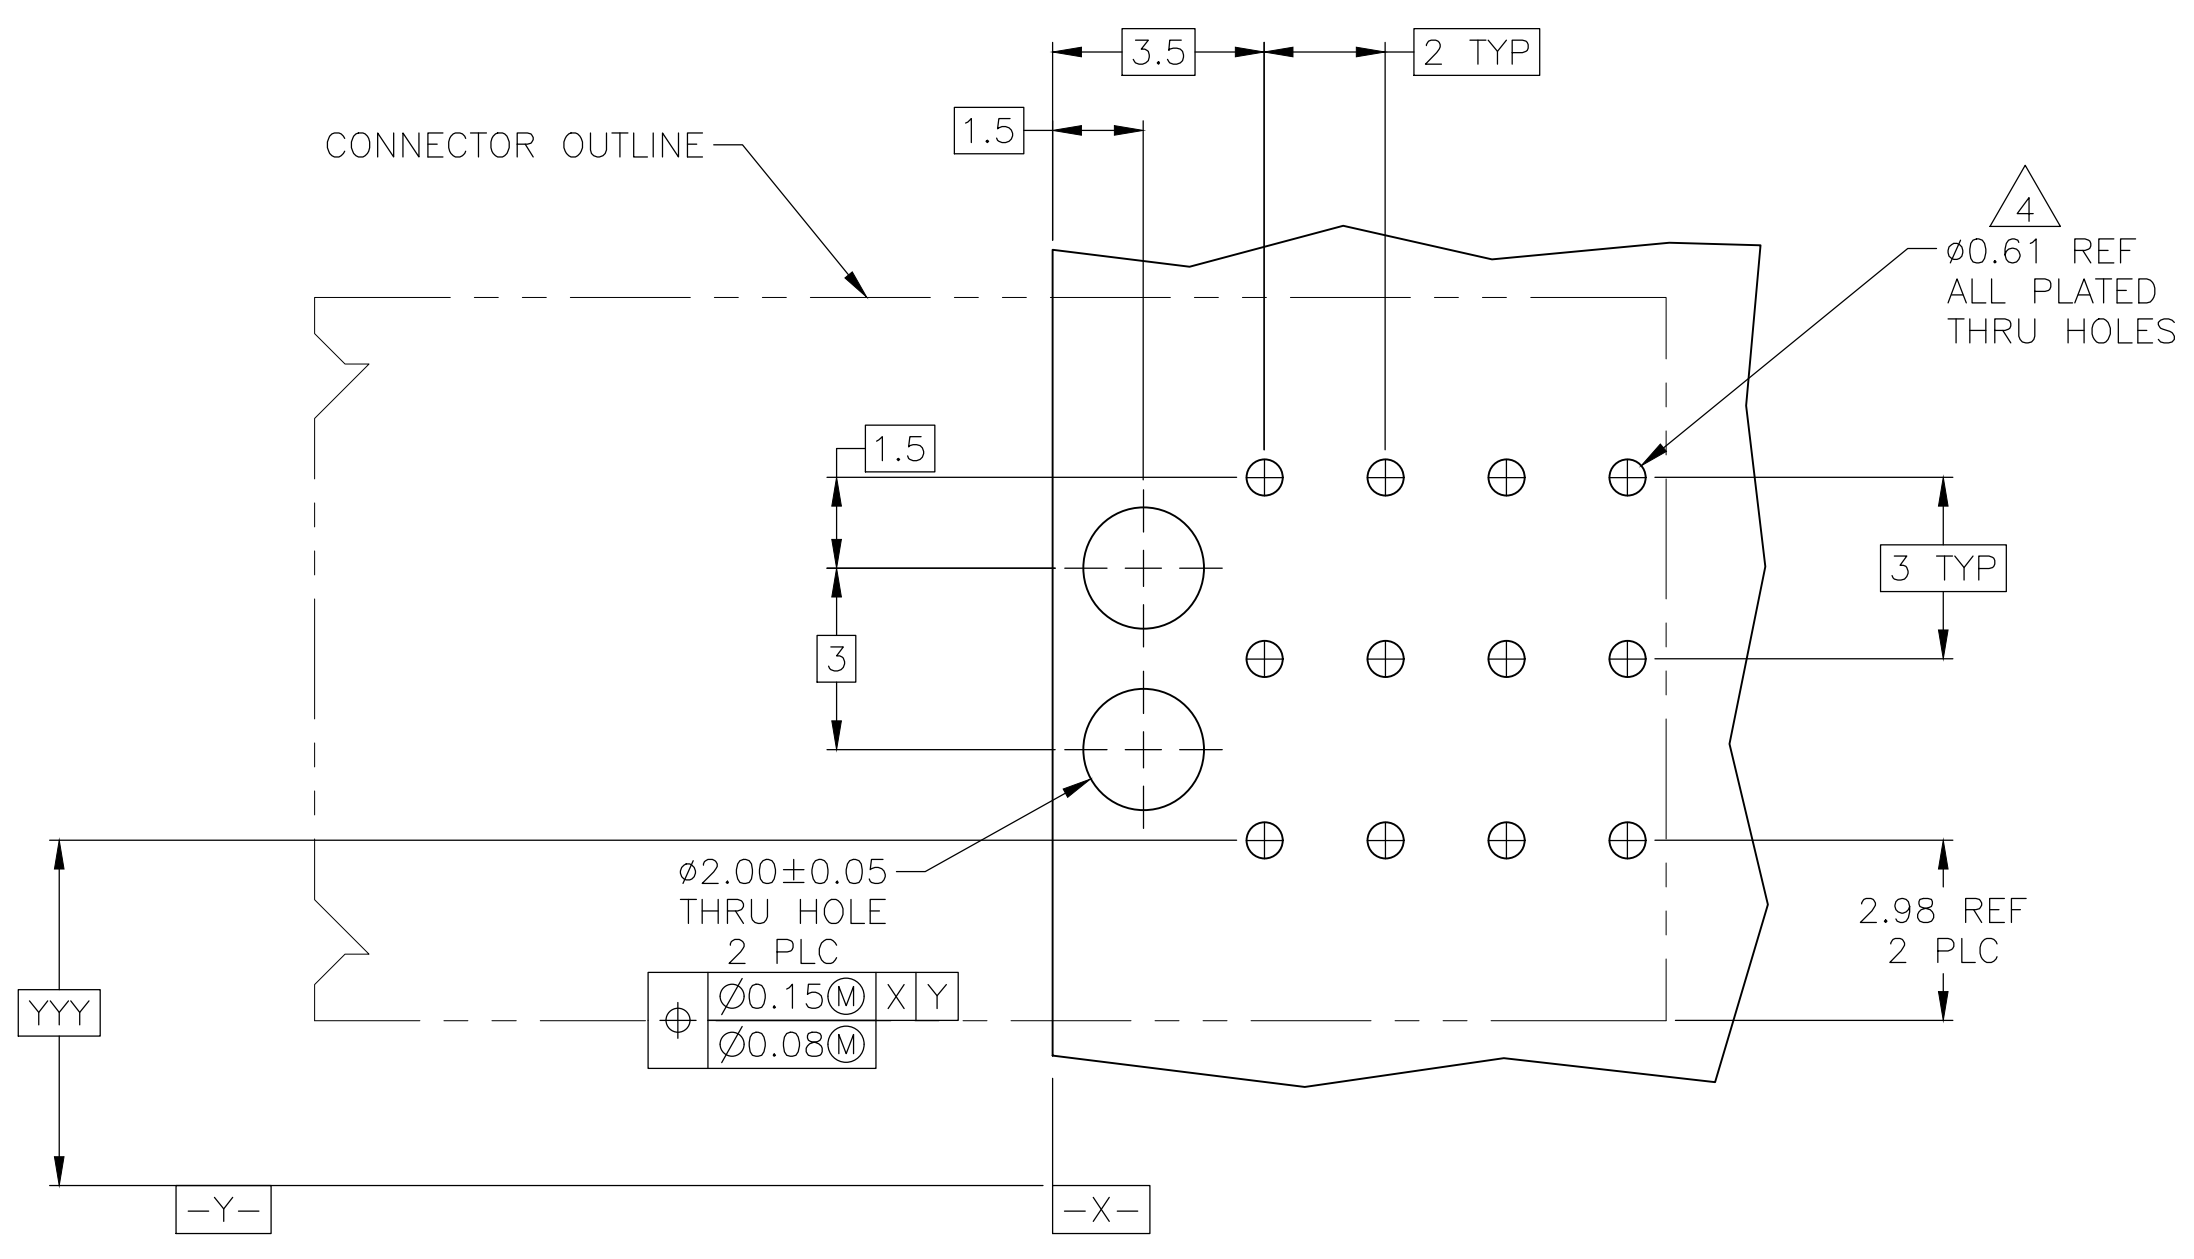 3.5
2 TYP
1.5
CONNECTOR OUTLINE
4
ø0.61 REF
ALL PLATED
THRU HOLES
1.5
3 TYP
3
ø2.00±0.05
THRU HOLE
2 PLC
⌖ Ø0.15Ⓜ X Y
Ø0.08Ⓜ
2.98 REF
2 PLC
YYY
-Y-
-X-